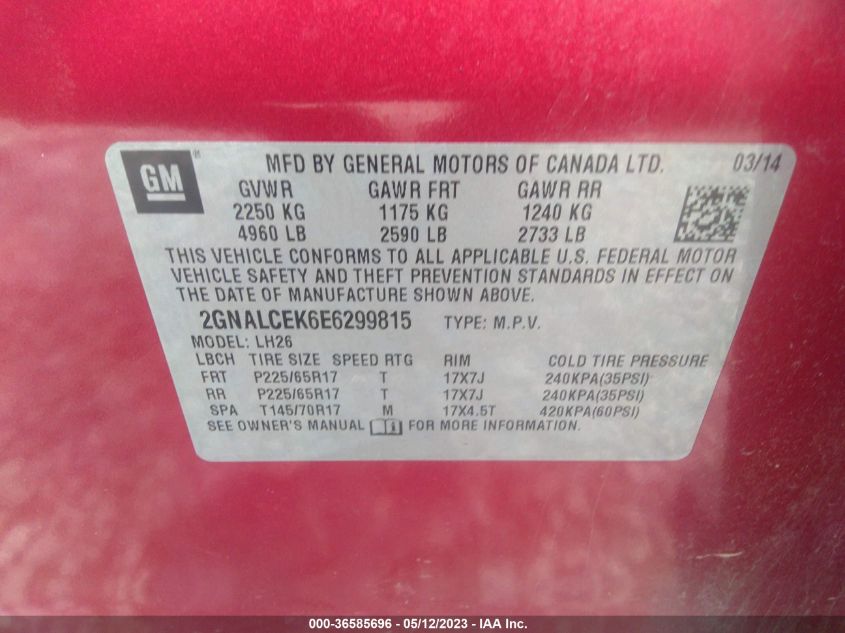 GM ® MFD BY GENERAL MOTORS OF CANADA LTD. 03/14
GVWR GAWR FRT GAWR RR
2250 KG 1175 KG 1240 KG
4960 LB 2590 LB 2733 LB
THIS VEHICLE CONFORMS TO ALL APPLICABLE U.S. FEDERAL MOTOR
VEHICLE SAFETY AND THEFT PREVENTION STANDARDS IN EFFECT ON
THE DATE OF MANUFACTURE SHOWN ABOVE.
2GNALCEK6E6299815 TYPE: M.P.V.
MODEL: LH26
LBCH TIRE SIZE SPEED RTG RIM COLD TIRE PRESSURE
FRT P225/65R17 T 17X7J 240KPA(35PSI)
RR P225/65R17 T 17X7J 240KPA(35PSI)
SPA T145/70R17 M 17X4.5T 420KPA(60PSI)
SEE OWNER'S MANUAL FOR MORE INFORMATION.
000-36585696 - 05/12/2023 - IAA Inc.